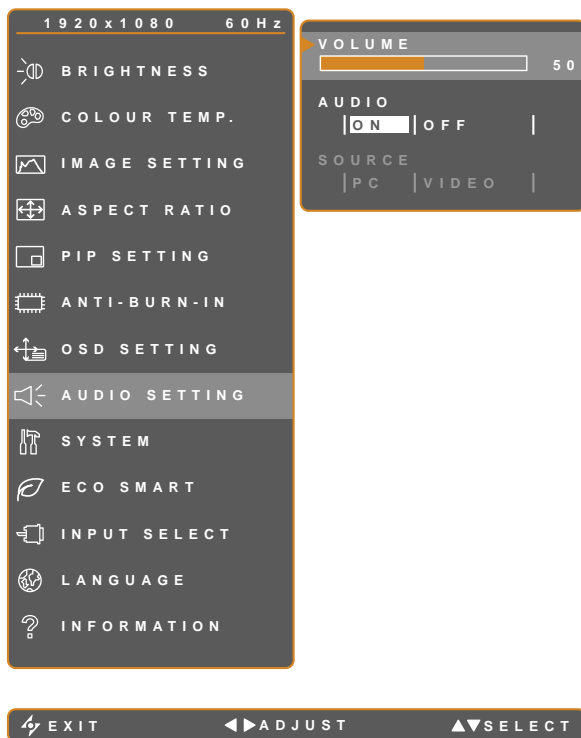 1920x1080 60Hz
BRIGHTNESS
COLOUR TEMP.
IMAGE SETTING
ASPECT RATIO
PIP SETTING
ANTI-BURN-IN
OSD SETTING
AUDIO SETTING
SYSTEM
ECO SMART
INPUT SELECT
LANGUAGE
INFORMATION
VOLUME
50
AUDIO
ON OFF
SOURCE
PC VIDEO
EXIT ADJUST SELECT